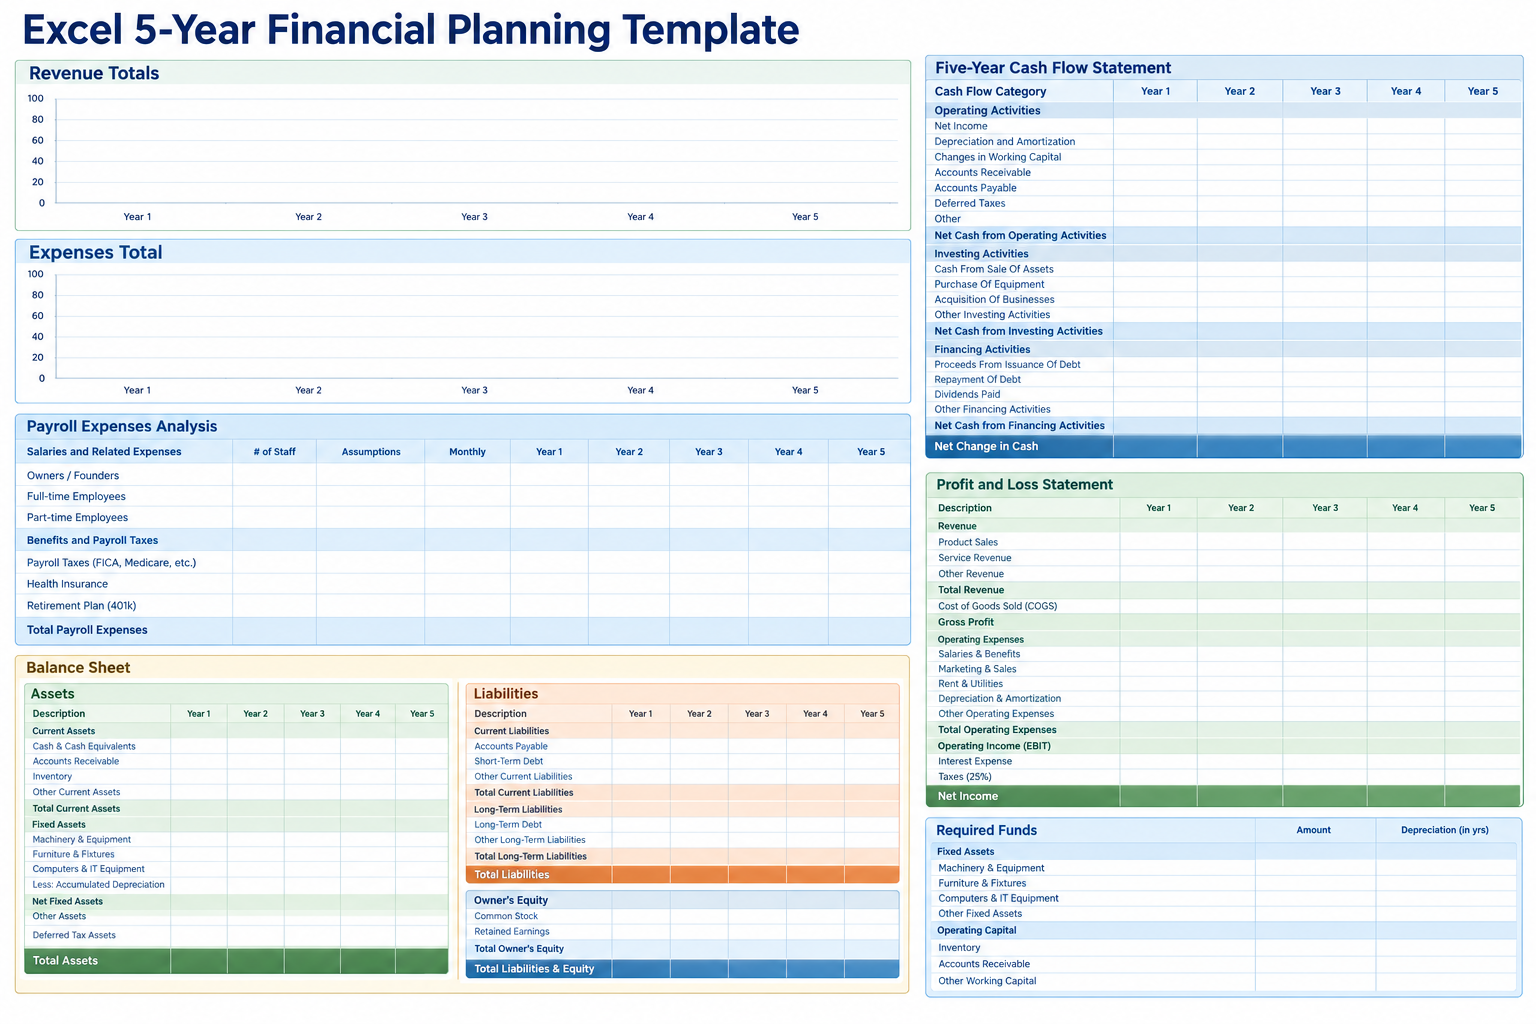 Excel 5-Year Financial Planning Template
Revenue Totals
100
80
60
40
20
0
Year 1 Year 2 Year 3 Year 4 Year 5
Expenses Total
100
80
60
40
20
0
Year 1 Year 2 Year 3 Year 4 Year 5
Payroll Expenses Analysis
Salaries and Related Expenses # of Staff Assumptions Monthly Year 1 Year 2 Year 3 Year 4 Year 5
Owners / Founders
Full-time Employees
Part-time Employees
Benefits and Payroll Taxes
Payroll Taxes (FICA, Medicare, etc.)
Health Insurance
Retirement Plan (401k)
Total Payroll Expenses
Balance Sheet
Assets
Description Year 1 Year 2 Year 3 Year 4 Year 5
Current Assets
Cash & Cash Equivalents
Accounts Receivable
Inventory
Other Current Assets
Total Current Assets
Fixed Assets
Machinery & Equipment
Furniture & Fixtures
Computers & IT Equipment
Less: Accumulated Depreciation
Net Fixed Assets
Other Assets
Deferred Tax Assets
Total Assets
Liabilities
Description Year 1 Year 2 Year 3 Year 4 Year 5
Current Liabilities
Accounts Payable
Short-Term Debt
Other Current Liabilities
Total Current Liabilities
Long-Term Liabilities
Long-Term Debt
Other Long-Term Liabilities
Total Long-Term Liabilities
Total Liabilities
Owner's Equity
Common Stock
Retained Earnings
Total Owner's Equity
Total Liabilities & Equity
Five-Year Cash Flow Statement
Cash Flow Category Year 1 Year 2 Year 3 Year 4 Year 5
Operating Activities
Net Income
Depreciation and Amortization
Changes in Working Capital
Accounts Receivable
Accounts Payable
Deferred Taxes
Other
Net Cash from Operating Activities
Investing Activities
Cash From Sale Of Assets
Purchase Of Equipment
Acquisition Of Businesses
Other Investing Activities
Net Cash from Investing Activities
Financing Activities
Proceeds From Issuance Of Debt
Repayment Of Debt
Dividends Paid
Other Financing Activities
Net Cash from Financing Activities
Net Change in Cash
Profit and Loss Statement
Description Year 1 Year 2 Year 3 Year 4 Year 5
Revenue
Product Sales
Service Revenue
Other Revenue
Total Revenue
Cost of Goods Sold (COGS)
Gross Profit
Operating Expenses
Salaries & Benefits
Marketing & Sales
Rent & Utilities
Depreciation & Amortization
Other Operating Expenses
Total Operating Expenses
Operating Income (EBIT)
Interest Expense
Taxes (25%)
Net Income
Required Funds Amount Depreciation (in yrs)
Fixed Assets
Machinery & Equipment
Furniture & Fixtures
Computers & IT Equipment
Other Fixed Assets
Operating Capital
Inventory
Accounts Receivable
Other Working Capital